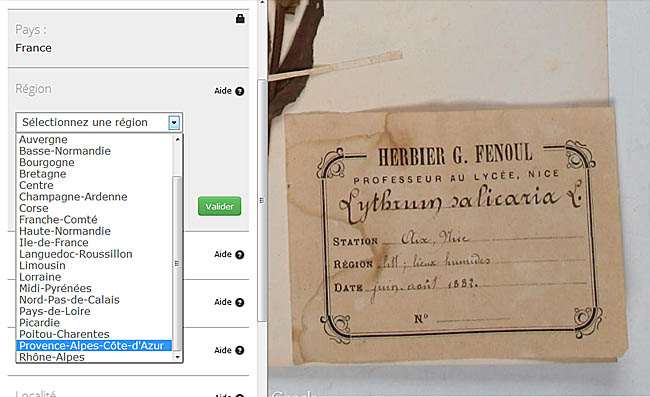 Pays :
France
Région
Aide ?
Sélectionnez une région
Auvergne
Basse-Normandie
Bourgogne
Bretagne
Centre
Champagne-Ardenne
Corse
Franche-Comté
Haute-Normandie
Ile-de-France
Languedoc-Roussillon
Limousin
Lorraine
Midi-Pyrénées
Nord-Pas-de-Calais
Pays-de-Loire
Picardie
Poitou-Charentes
Provence-Alpes-Côte-d'Azur
Rhône-Alpes
Valider
Aide ?
Aide ?
Aide ?
Localité
HERBIER G. FENOUL
PROFESSEUR AU LYCÉE, NICE
Lythrum salicaria L.
STATION Aix, Nice
RÉGION litt; lieux humides
DATE juin-août 1882.
N°